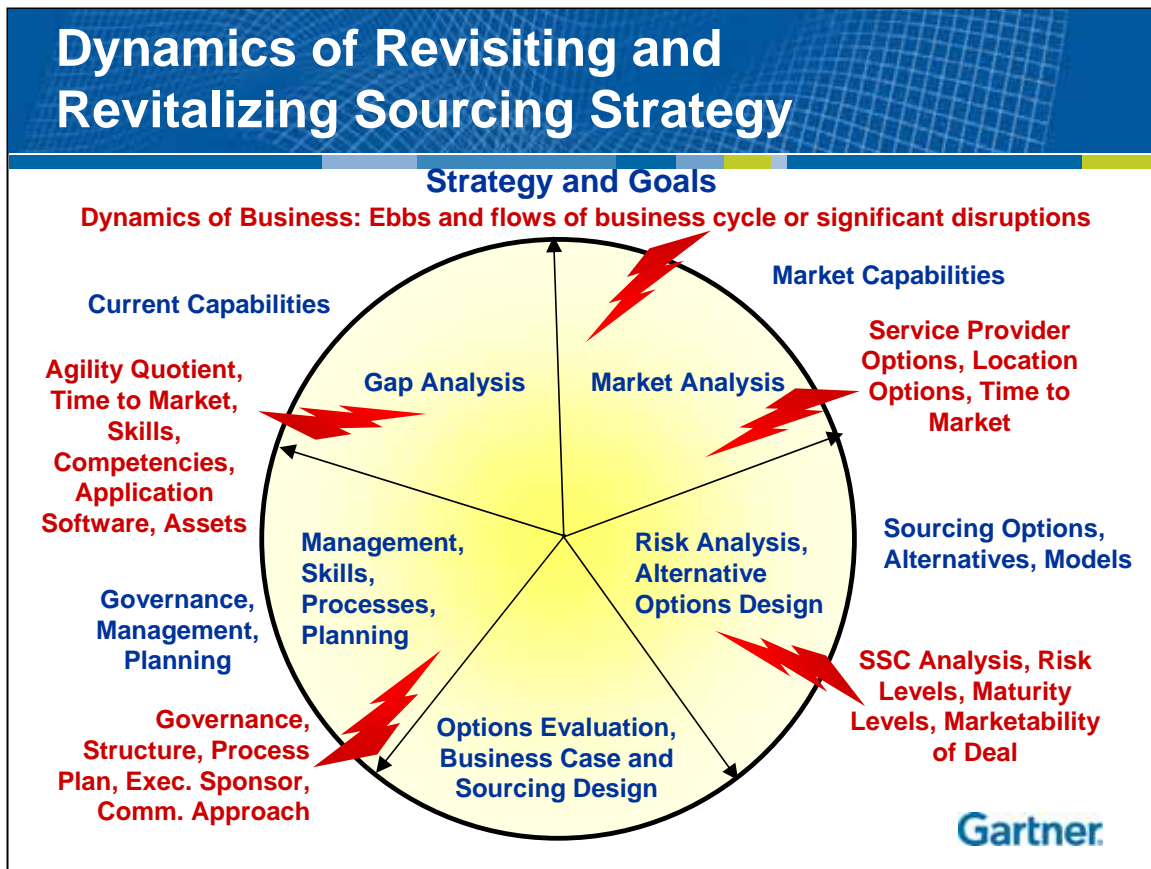 Dynamics of Revisiting and
Revitalizing Sourcing Strategy
Strategy and Goals
Dynamics of Business: Ebbs and flows of business cycle or significant disruptions
Market Capabilities
Current Capabilities
Service Provider
Options, Location
Options, Time to
Market
Agility Quotient,
Time to Market,
Skills,
Competencies,
Application
Software, Assets
Gap Analysis
Market Analysis
Sourcing Options,
Alternatives, Models
Management,
Skills,
Processes,
Planning
Risk Analysis,
Alternative
Options Design
Governance,
Management,
Planning
SSC Analysis, Risk
Levels, Maturity
Levels, Marketability
of Deal
Governance,
Structure, Process
Plan, Exec. Sponsor,
Comm. Approach
Options Evaluation,
Business Case and
Sourcing Design
Gartner